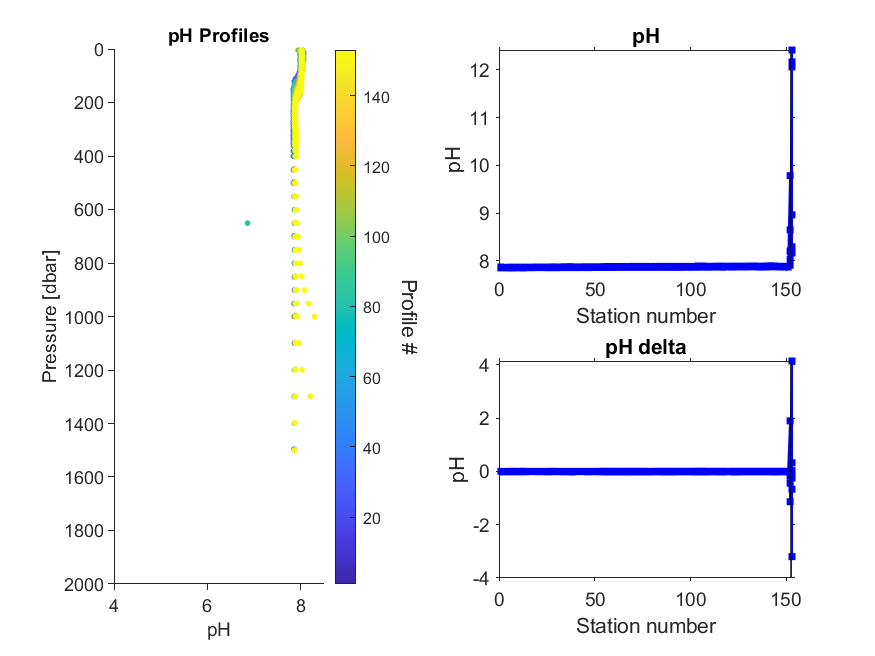 pH Profiles
0
200
400
600
800
1000
1200
1400
1600
1800
2000
Pressure [dbar]
4 6 8
pH
140
120
100
80
60
40
20
Profile #
pH
12
11
10
9
8
pH
0 50 100 150
Station number
pH delta
4
2
0
-2
-4
pH
0 50 100 150
Station number